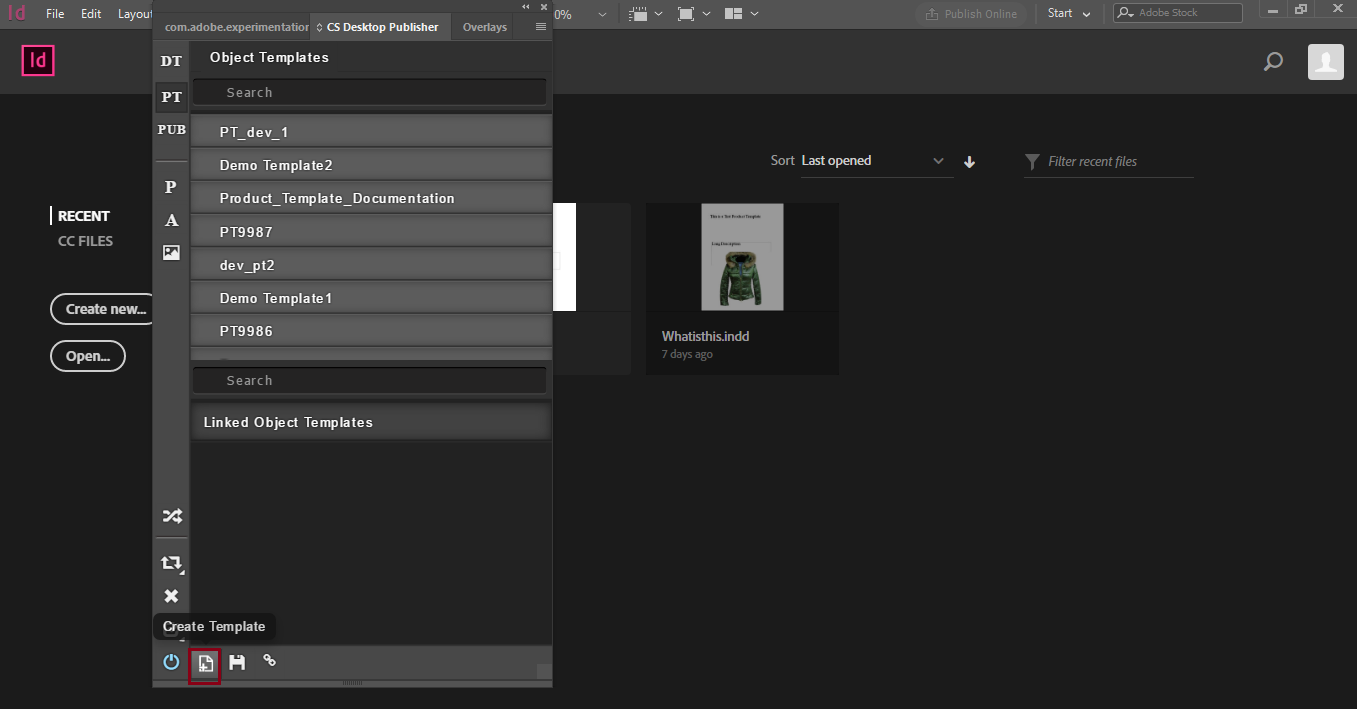 Id File Edit Layout
0%
Publish Online
Start
Adobe Stock
com.adobe.experimentation
CS Desktop Publisher
Overlays
Id
DT
PT
PUB
P
A
Object Templates
Search
PT_dev_1
Demo Template2
Product_Template_Documentation
PT9987
dev_pt2
Demo Template1
PT9986
Search
Linked Object Templates
Create Template
RECENT
CC FILES
Create new...
Open...
Sort Last opened
Filter recent files
This is a Test Product Template
Long Description
Whatisthis.indd
7 days ago